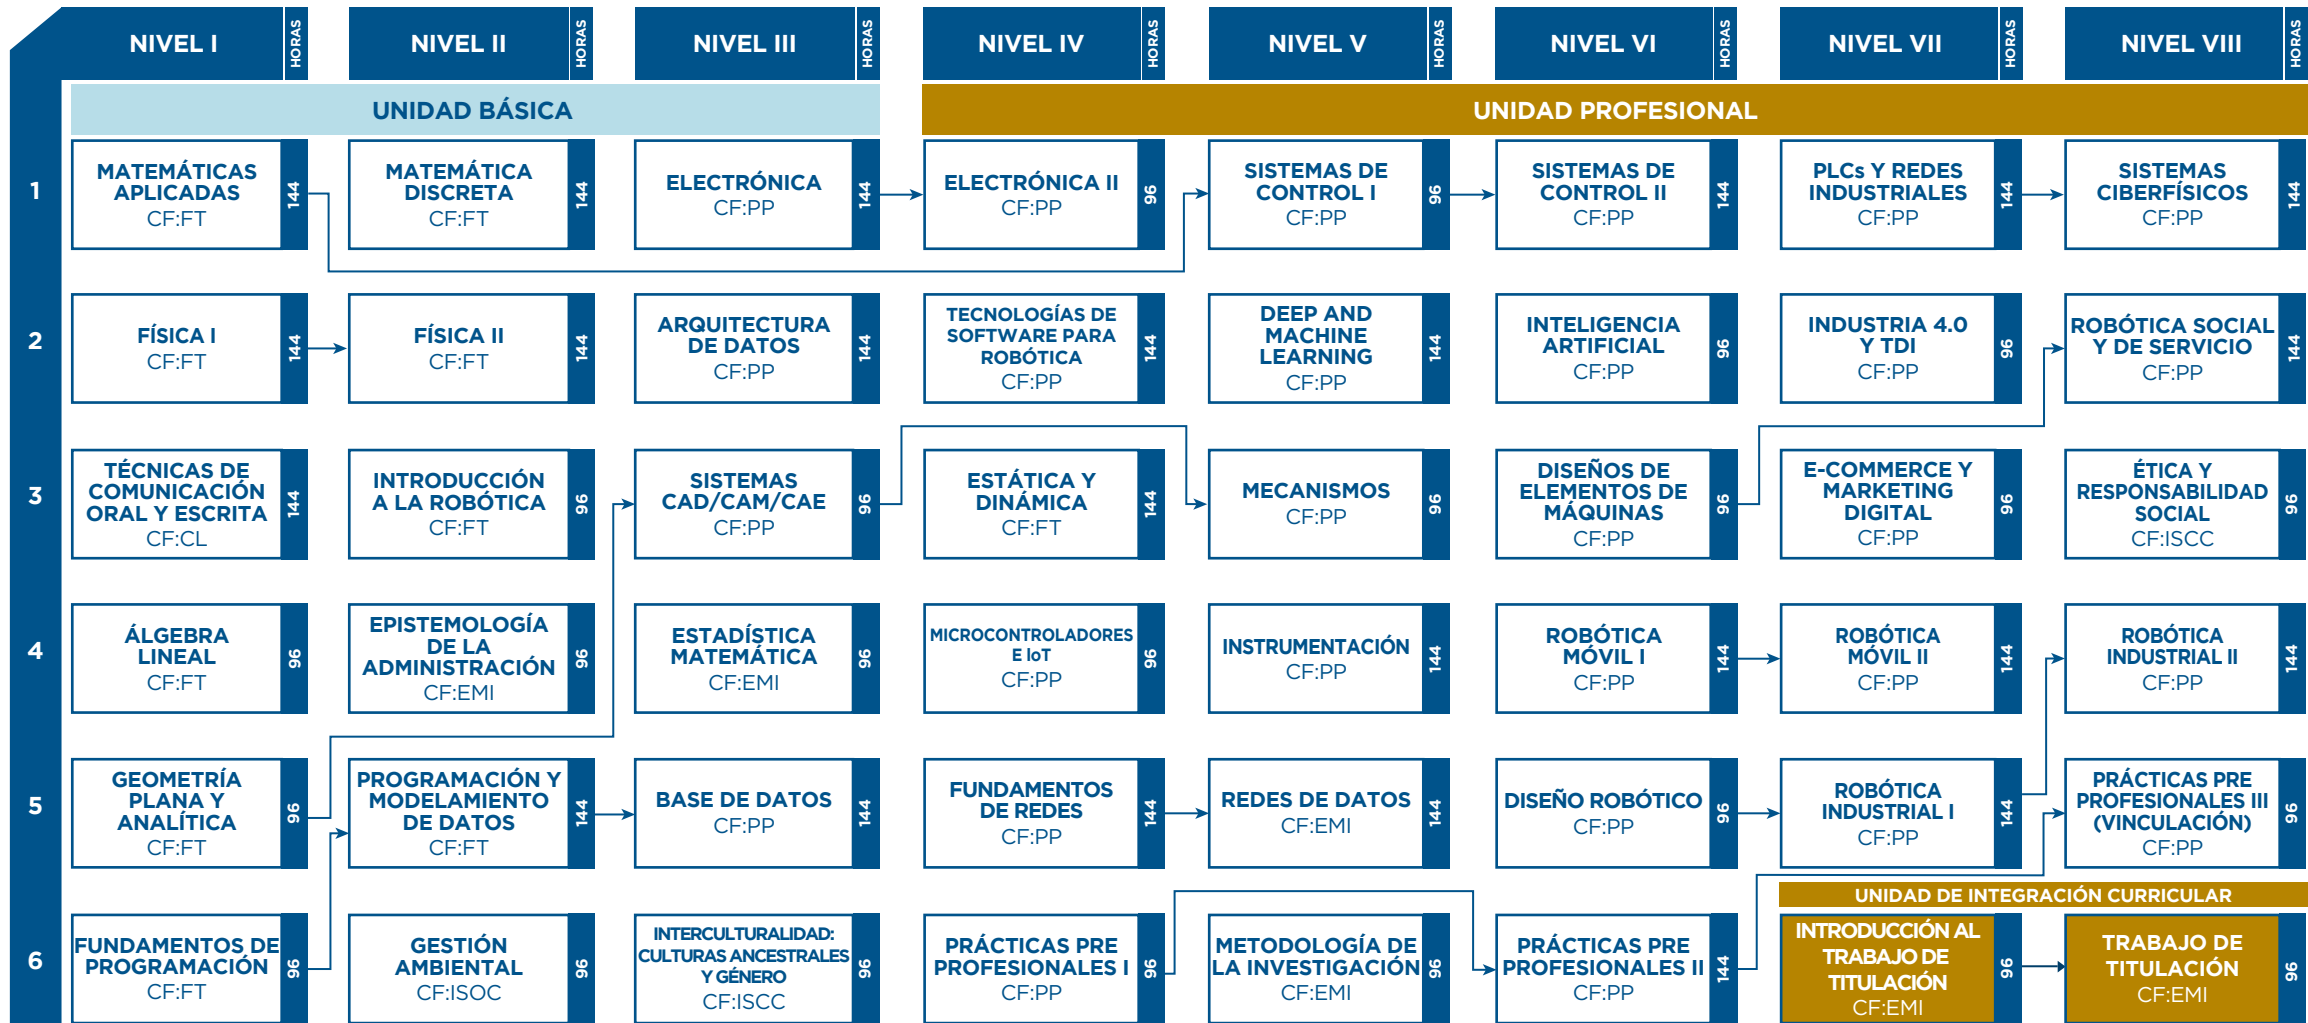 NIVEL I HORAS NIVEL II HORAS NIVEL III HORAS NIVEL IV HORAS NIVEL V HORAS NIVEL VI HORAS NIVEL VII HORAS NIVEL VIII HORAS
UNIDAD BÁSICA
UNIDAD PROFESIONAL
1
MATEMÁTICAS
APLICADAS
CF:FT
144
MATEMÁTICA
DISCRETA
CF:FT
144
ELECTRÓNICA
CF:PP
144
ELECTRÓNICA II
CF:PP
96
SISTEMAS DE
CONTROL I
CF:PP
96
SISTEMAS DE
CONTROL II
CF:PP
144
PLCs Y REDES
INDUSTRIALES
CF:PP
144
SISTEMAS
CIBERFÍSICOS
CF:PP
144
2
FÍSICA I
CF:FT
144
FÍSICA II
CF:FT
144
ARQUITECTURA
DE DATOS
CF:PP
144
TECNOLOGÍAS DE
SOFTWARE PARA
ROBÓTICA
CF:PP
144
DEEP AND
MACHINE
LEARNING
CF:PP
144
INTELIGENCIA
ARTIFICIAL
CF:PP
96
INDUSTRIA 4.0
Y TDI
CF:PP
96
ROBÓTICA SOCIAL
Y DE SERVICIO
CF:PP
144
3
TÉCNICAS DE
COMUNICACIÓN
ORAL Y ESCRITA
CF:CL
144
INTRODUCCIÓN
A LA ROBÓTICA
CF:FT
96
SISTEMAS
CAD/CAM/CAE
CF:PP
96
ESTÁTICA Y
DINÁMICA
CF:FT
144
MECANISMOS
CF:PP
96
DISEÑOS DE
ELEMENTOS DE
MÁQUINAS
CF:PP
96
E-COMMERCE Y
MARKETING
DIGITAL
CF:PP
96
ÉTICA Y
RESPONSABILIDAD
SOCIAL
CF:ISCC
96
4
ÁLGEBRA
LINEAL
CF:FT
96
EPISTEMOLOGÍA
DE LA
ADMINISTRACIÓN
CF:EMI
96
ESTADÍSTICA
MATEMÁTICA
CF:EMI
96
MICROCONTROLADORES
E IoT
CF:PP
96
INSTRUMENTACIÓN
CF:PP
144
ROBÓTICA
MÓVIL I
CF:PP
144
ROBÓTICA
MÓVIL II
CF:PP
144
ROBÓTICA
INDUSTRIAL II
CF:PP
144
5
GEOMETRÍA
PLANA Y
ANALÍTICA
CF:FT
96
PROGRAMACIÓN Y
MODELAMIENTO
DE DATOS
CF:FT
144
BASE DE DATOS
CF:PP
144
FUNDAMENTOS
DE REDES
CF:PP
144
REDES DE DATOS
CF:EMI
144
DISEÑO ROBÓTICO
CF:PP
96
ROBÓTICA
INDUSTRIAL I
CF:PP
144
PRÁCTICAS PRE
PROFESIONALES III
(VINCULACIÓN)
CF:PP
96
UNIDAD DE INTEGRACIÓN CURRICULAR
6
FUNDAMENTOS DE
PROGRAMACIÓN
CF:FT
96
GESTIÓN
AMBIENTAL
CF:ISOC
96
INTERCULTURALIDAD:
CULTURAS ANCESTRALES
Y GÉNERO
CF:ISCC
96
PRÁCTICAS PRE
PROFESIONALES I
CF:PP
96
METODOLOGÍA DE
LA INVESTIGACIÓN
CF:EMI
96
PRÁCTICAS PRE
PROFESIONALES II
CF:PP
144
INTRODUCCIÓN AL
TRABAJO DE
TITULACIÓN
CF:EMI
96
TRABAJO DE
TITULACIÓN
CF:EMI
96